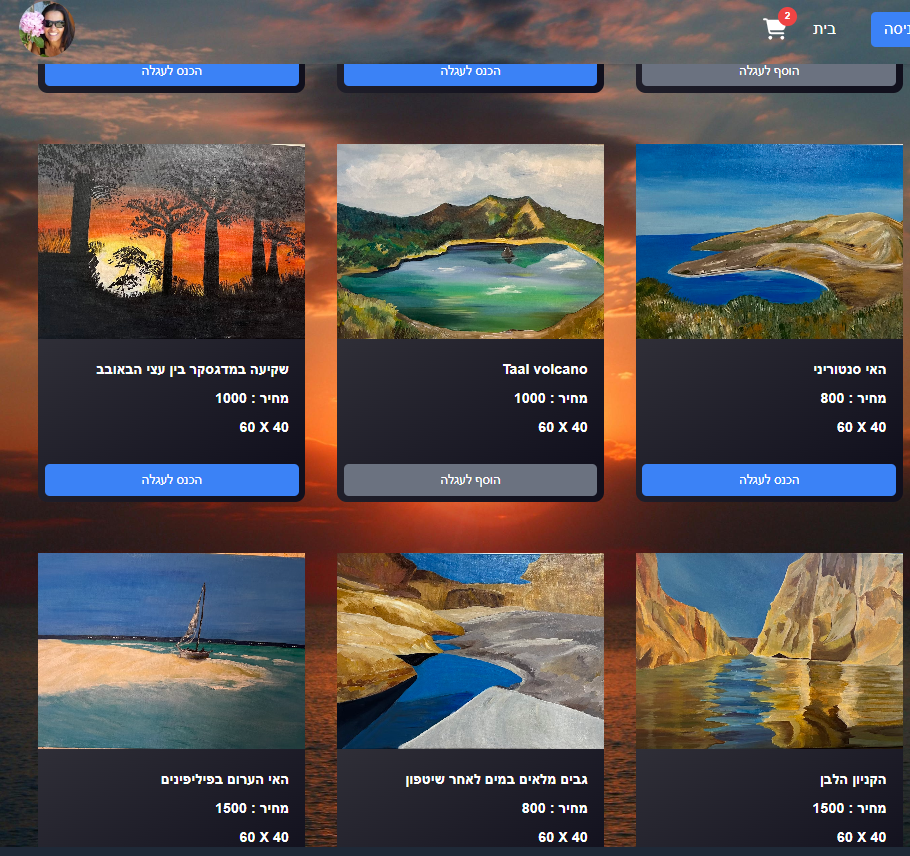 2
בית
הוסף לעגלה
הכנס לעגלה
הכנס לעגלה
האי סנטוריני
מחיר : 800
60 X 40
הכנס לעגלה
Taal volcano
מחיר : 1000
60 X 40
הוסף לעגלה
שקיעה במדגסקר בין עצי הבאובב
מחיר : 1000
60 X 40
הכנס לעגלה
הקניון הלבן
מחיר : 1500
60 X 40
גבים מלאים במים לאחר שיטפון
מחיר : 800
60 X 40
האי הערום בפיליפינים
מחיר : 1500
60 X 40